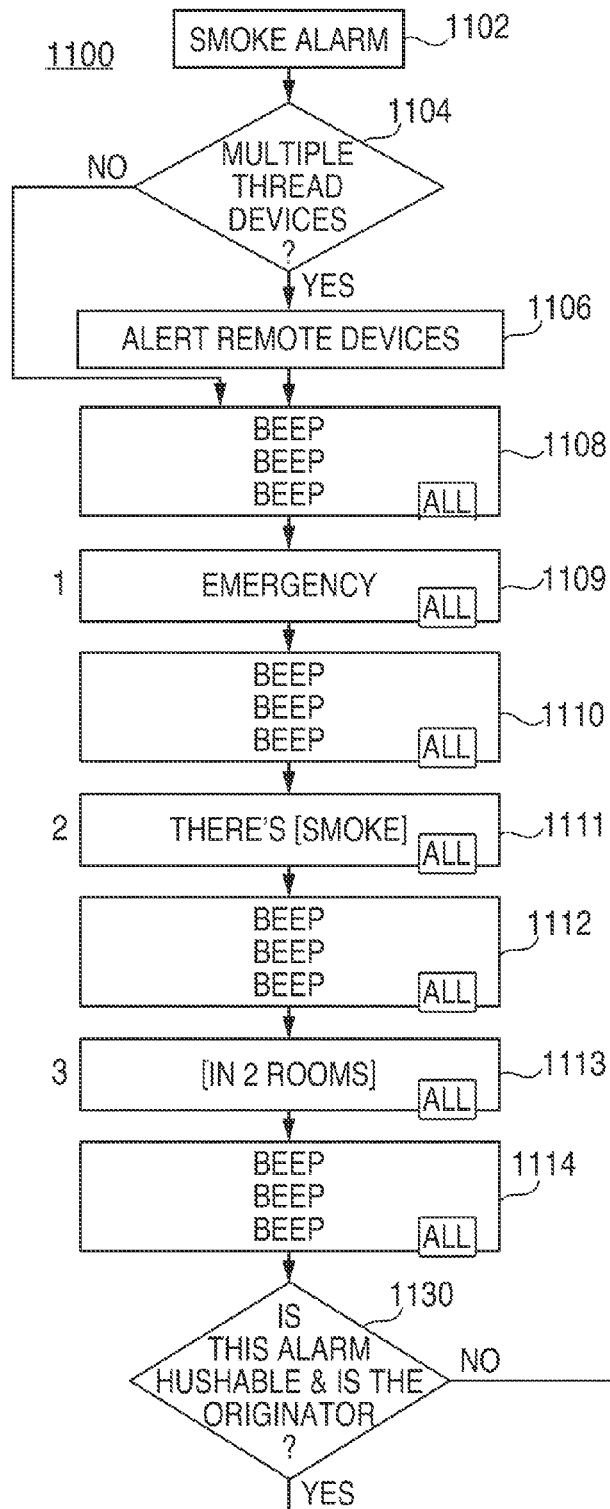 SMOKE ALARM
1102
1100
1104
NO
MULTIPLE
THREAD
DEVICES
?
YES
1106
ALERT REMOTE DEVICES
BEEP
BEEP
BEEP
ALL
1108
1
EMERGENCY
ALL
1109
BEEP
BEEP
BEEP
ALL
1110
2
THERE'S [SMOKE]
ALL
1111
BEEP
BEEP
BEEP
ALL
1112
3
[IN 2 ROOMS]
ALL
1113
BEEP
BEEP
BEEP
ALL
1114
1130
IS
THIS ALARM
HUSHABLE & IS THE
ORIGINATOR
?
NO
YES